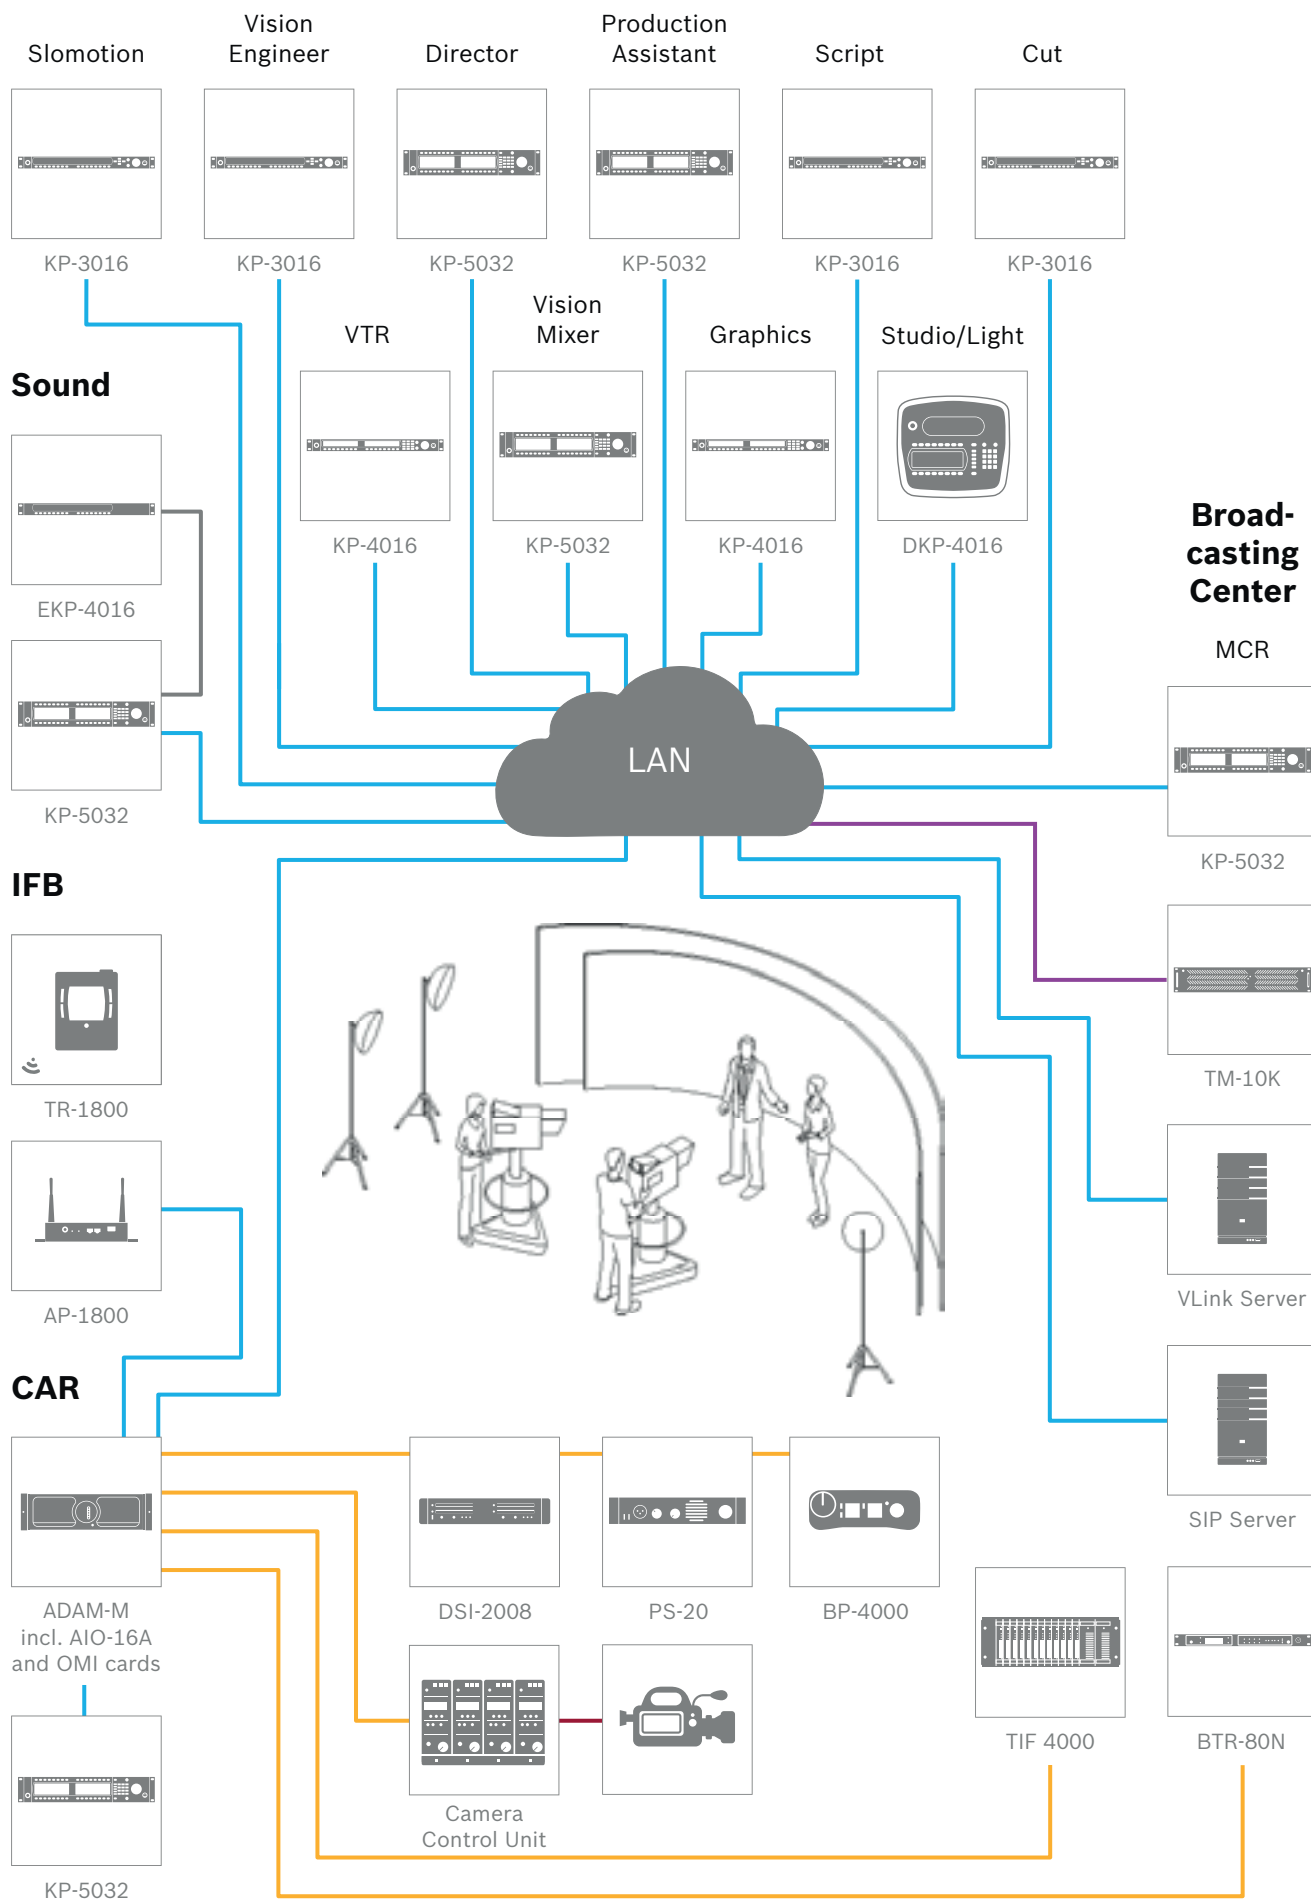 Slomotion
Vision
Engineer
Director
Production
Assistant
Script
Cut
KP-3016
KP-3016
KP-5032
KP-5032
KP-3016
KP-3016
VTR
Vision
Mixer
Graphics
Studio/Light
KP-4016
KP-5032
KP-4016
DKP-4016
Sound
EKP-4016
KP-5032
LAN
Broad-
casting
Center
MCR
KP-5032
TM-10K
VLink Server
SIP Server
IFB
TR-1800
AP-1800
CAR
ADAM-M
incl. AIO-16A
and OMI cards
KP-5032
DSI-2008
PS-20
BP-4000
Camera
Control Unit
TIF 4000
BTR-80N